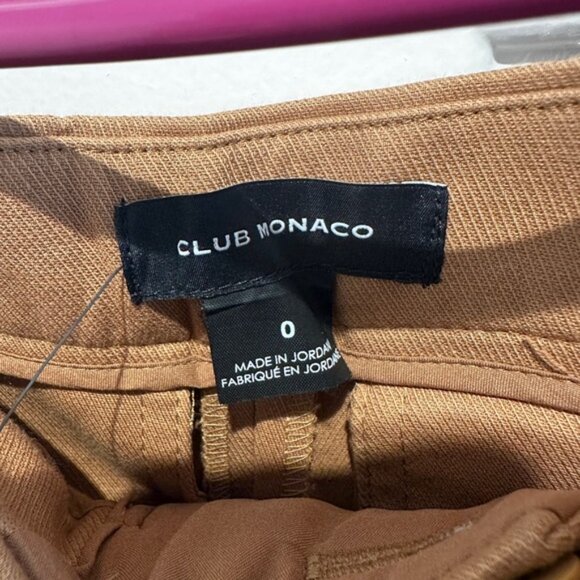 CLUB MONACO
0
MADE IN JORDAN
FABRIQUÉ EN JORDANIE